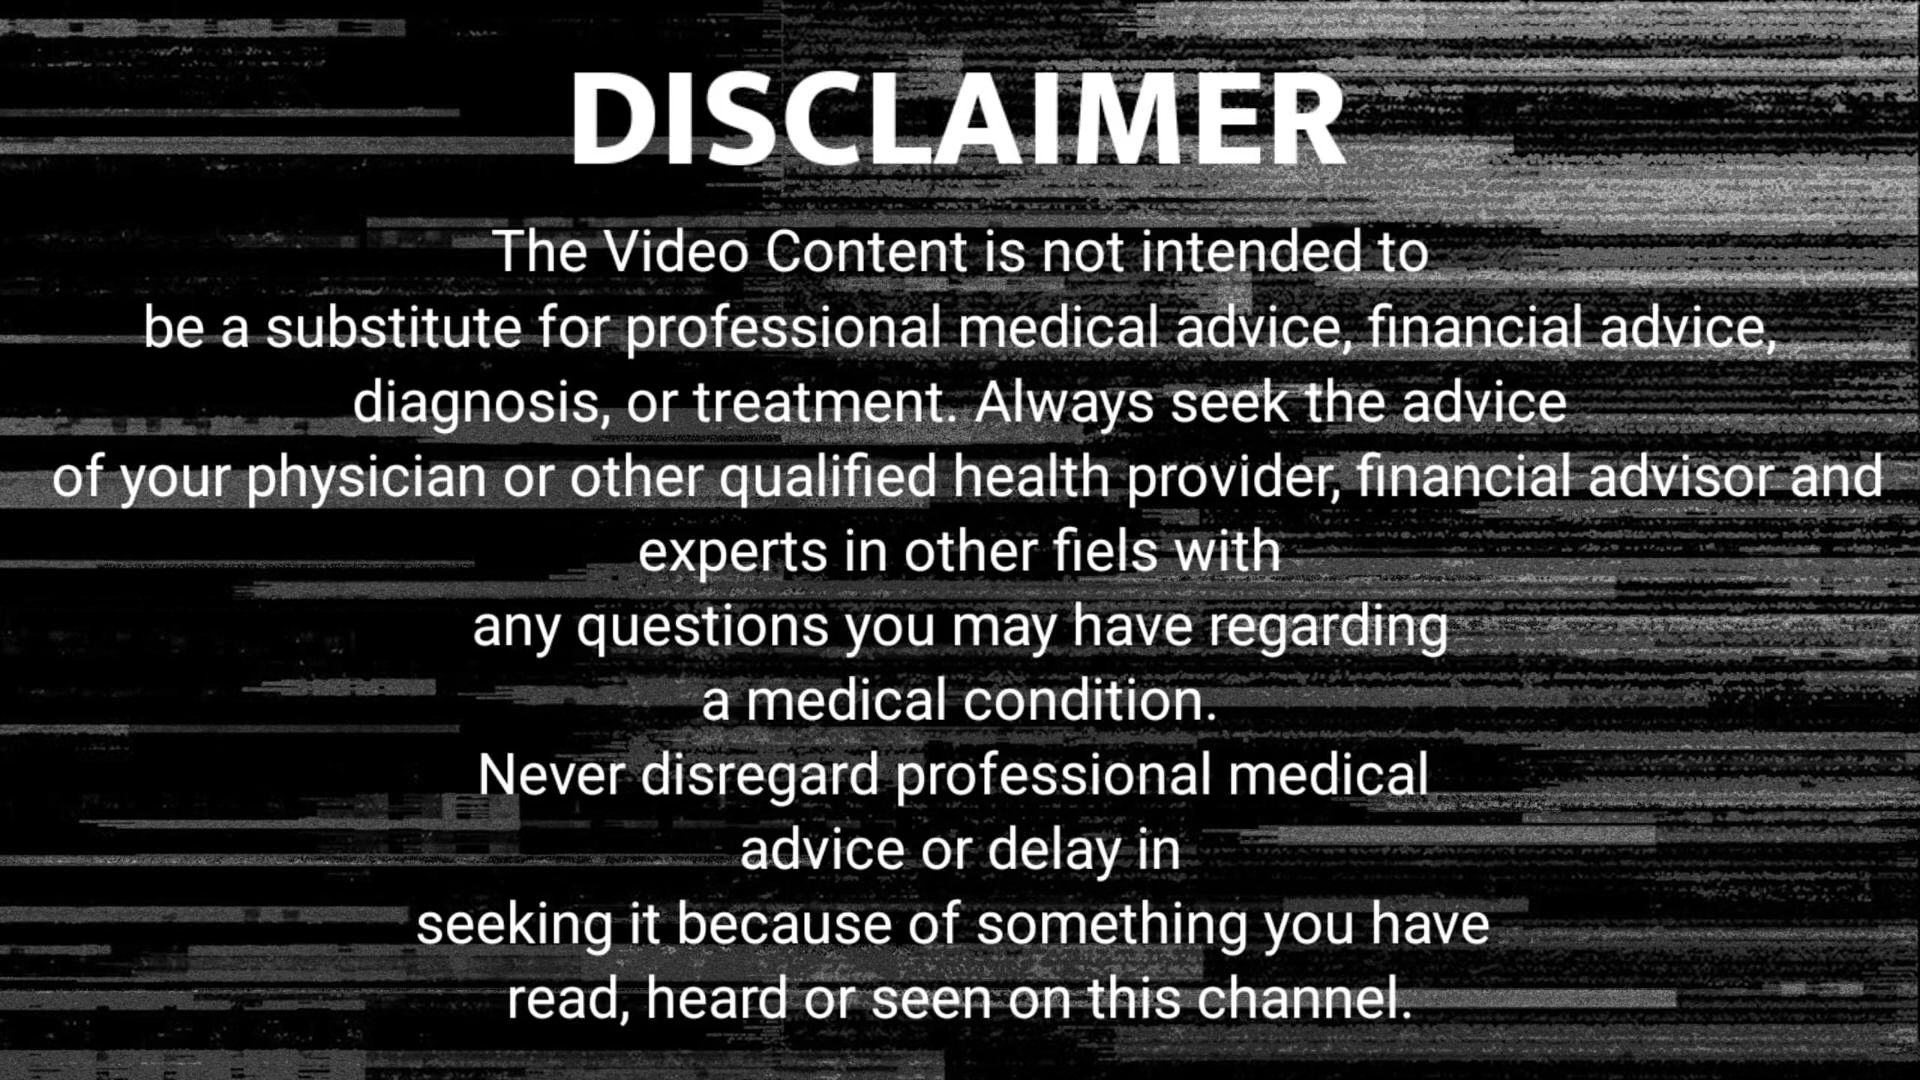 DISCLAIMER
The Video Content is not intended to
be a substitute for professional medical advice, financial advice,
diagnosis, or treatment. Always seek the advice
of your physician or other qualified health provider, financial advisor and
experts in other fiels with
any questions you may have regarding
a medical condition.
Never disregard professional medical
advice or delay in
seeking it because of something you have
read, heard or seen on this channel.